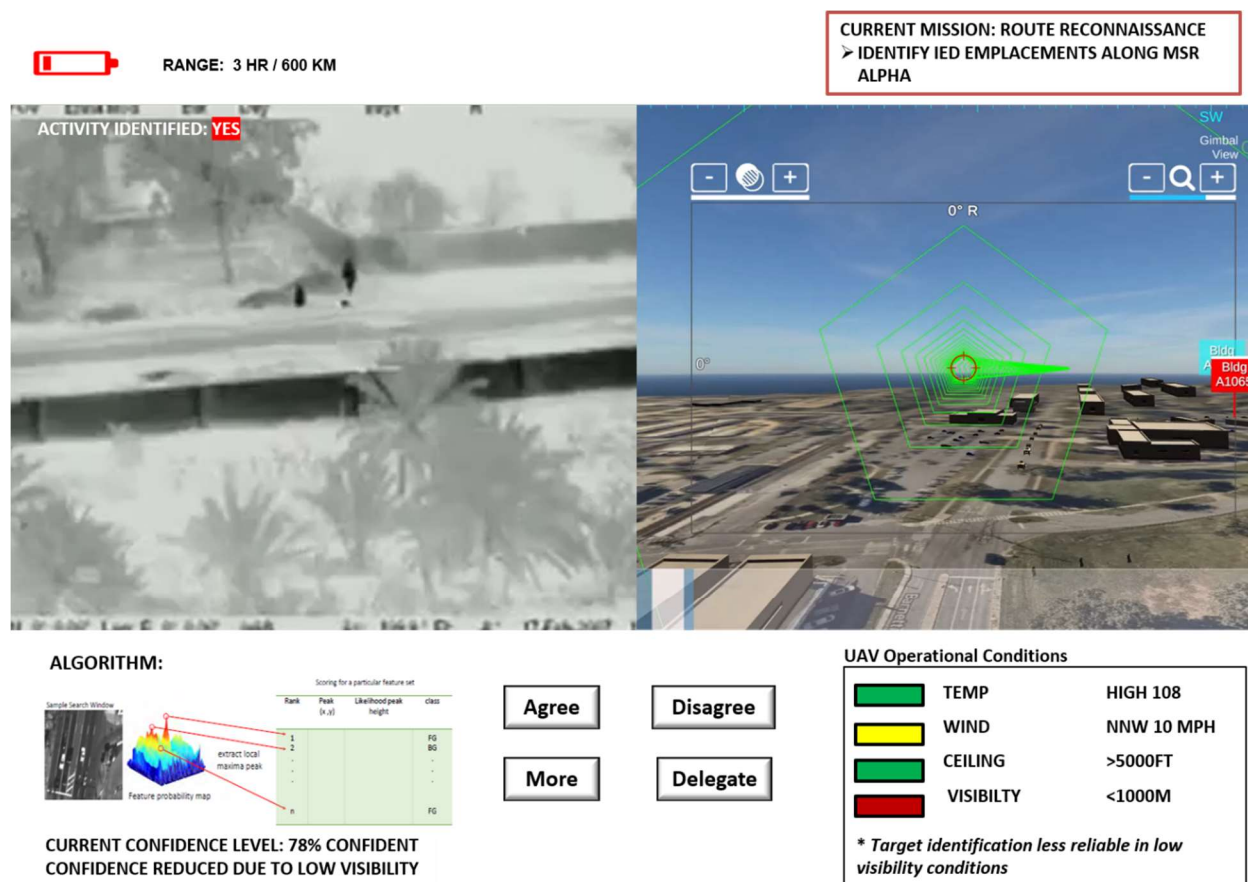 CURRENT MISSION: ROUTE RECONNAISSANCE
➢ IDENTIFY IED EMPLACEMENTS ALONG MSR
ALPHA
RANGE: 3 HR / 600 KM
ACTIVITY IDENTIFIED: YES
SW
Gimbal
View
- +
- +
0° R
0°
Bldg
Bldg
A1065
ALGORITHM:
Sample Search Window
Feature probability map
extract local
maxima peak
Scoring for a particular feature set
Rank Peak Likelihood peak class
(x ,y) height
1 FG
2 BG
n FG
CURRENT CONFIDENCE LEVEL: 78% CONFIDENT
CONFIDENCE REDUCED DUE TO LOW VISIBILITY
Agree
Disagree
More
Delegate
UAV Operational Conditions
TEMP HIGH 108
WIND NNW 10 MPH
CEILING >5000FT
VISIBILTY <1000M
* Target identification less reliable in low
visibility conditions